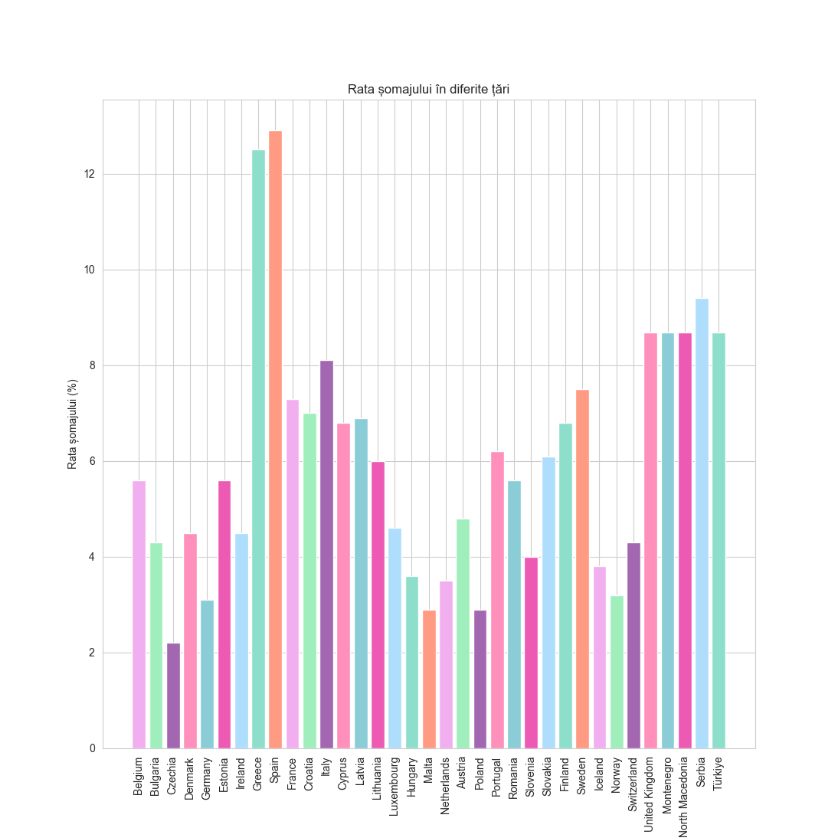 Rata șomajului în diferite țări
12
10
8
6
4
2
0
Rata șomajului (%)
Belgium
Bulgaria
Czechia
Denmark
Germany
Estonia
Ireland
Greece
Spain
France
Croatia
Italy
Cyprus
Latvia
Lithuania
Luxembourg
Hungary
Malta
Netherlands
Austria
Poland
Portugal
Romania
Slovenia
Slovakia
Finland
Sweden
Iceland
Norway
Switzerland
United Kingdom
Montenegro
North Macedonia
Serbia
Türkiye